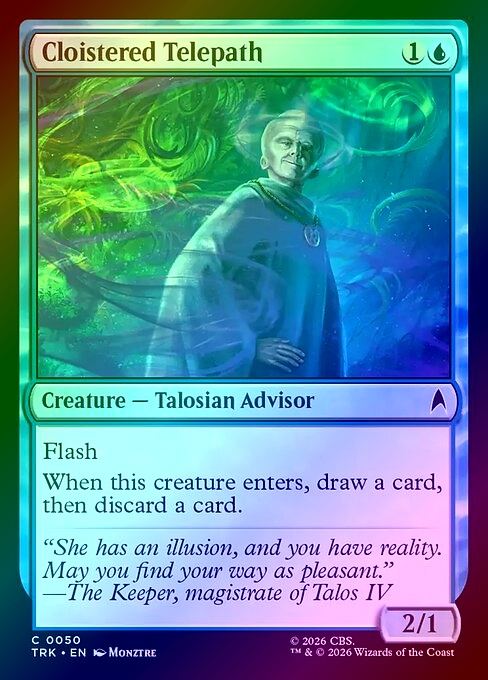 Cloistered Telepath 1
Creature — Talosian Advisor
Flash
When this creature enters, draw a card,
then discard a card.
“She has an illusion, and you have reality.
May you find your way as pleasant.”
—The Keeper, magistrate of Talos IV
2/1
C 0050
TRK • EN Monztre
© 2026 CBS.
™ & © 2026 Wizards of the Coast